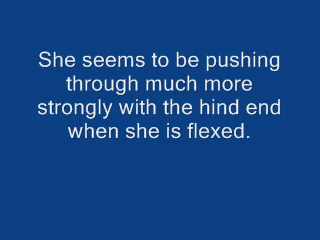 She seems to be pushing
through much more
strongly with the hind end
when she is flexed.